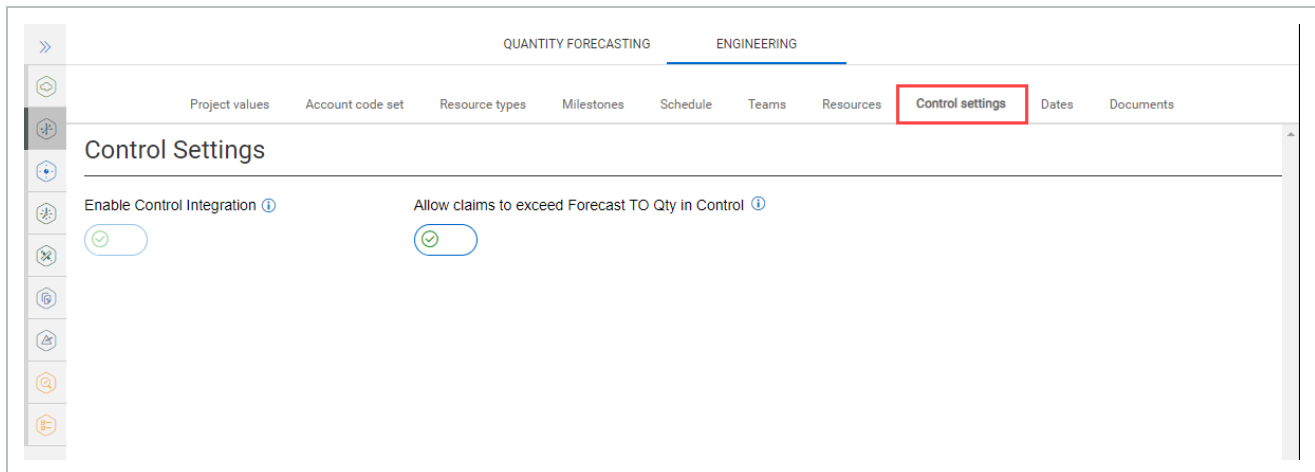 QUANTITY FORECASTING ENGINEERING
Project values Account code set Resource types Milestones Schedule Teams Resources Control settings Dates Documents
Control Settings
Enable Control Integration Allow claims to exceed Forecast TO Qty in Control